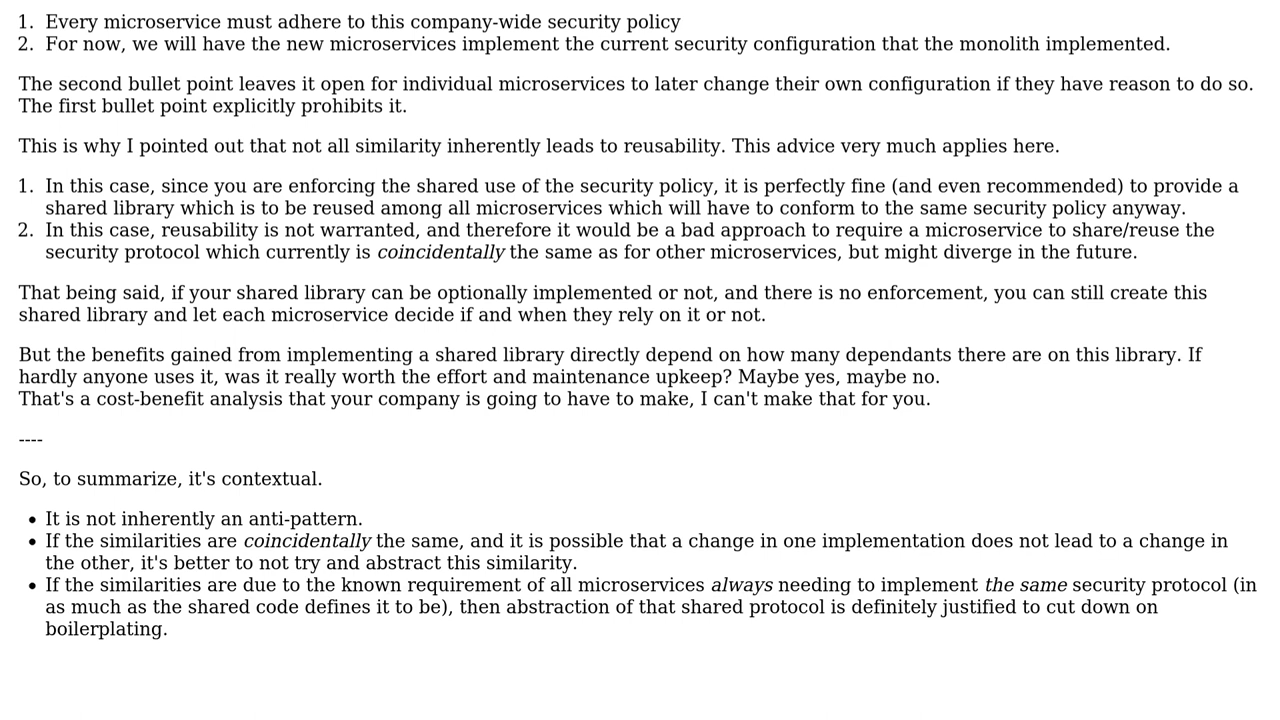 1. Every microservice must adhere to this company-wide security policy
2. For now, we will have the new microservices implement the current security configuration that the monolith implemented.
The second bullet point leaves it open for individual microservices to later change their own configuration if they have reason to do so.
The first bullet point explicitly prohibits it.
This is why I pointed out that not all similarity inherently leads to reusability. This advice very much applies here.
1. In this case, since you are enforcing the shared use of the security policy, it is perfectly fine (and even recommended) to provide a
shared library which is to be reused among all microservices which will have to conform to the same security policy anyway.
2. In this case, reusability is not warranted, and therefore it would be a bad approach to require a microservice to share/reuse the
security protocol which currently is coincidentally the same as for other microservices, but might diverge in the future.
That being said, if your shared library can be optionally implemented or not, and there is no enforcement, you can still create this
shared library and let each microservice decide if and when they rely on it or not.
But the benefits gained from implementing a shared library directly depend on how many dependants there are on this library. If
hardly anyone uses it, was it really worth the effort and maintenance upkeep? Maybe yes, maybe no.
That's a cost-benefit analysis that your company is going to have to make, I can't make that for you.
----
So, to summarize, it's contextual.
• It is not inherently an anti-pattern.
• If the similarities are coincidentally the same, and it is possible that a change in one implementation does not lead to a change in
the other, it's better to not try and abstract this similarity.
• If the similarities are due to the known requirement of all microservices always needing to implement the same security protocol (in
as much as the shared code defines it to be), then abstraction of that shared protocol is definitely justified to cut down on
boilerplating.